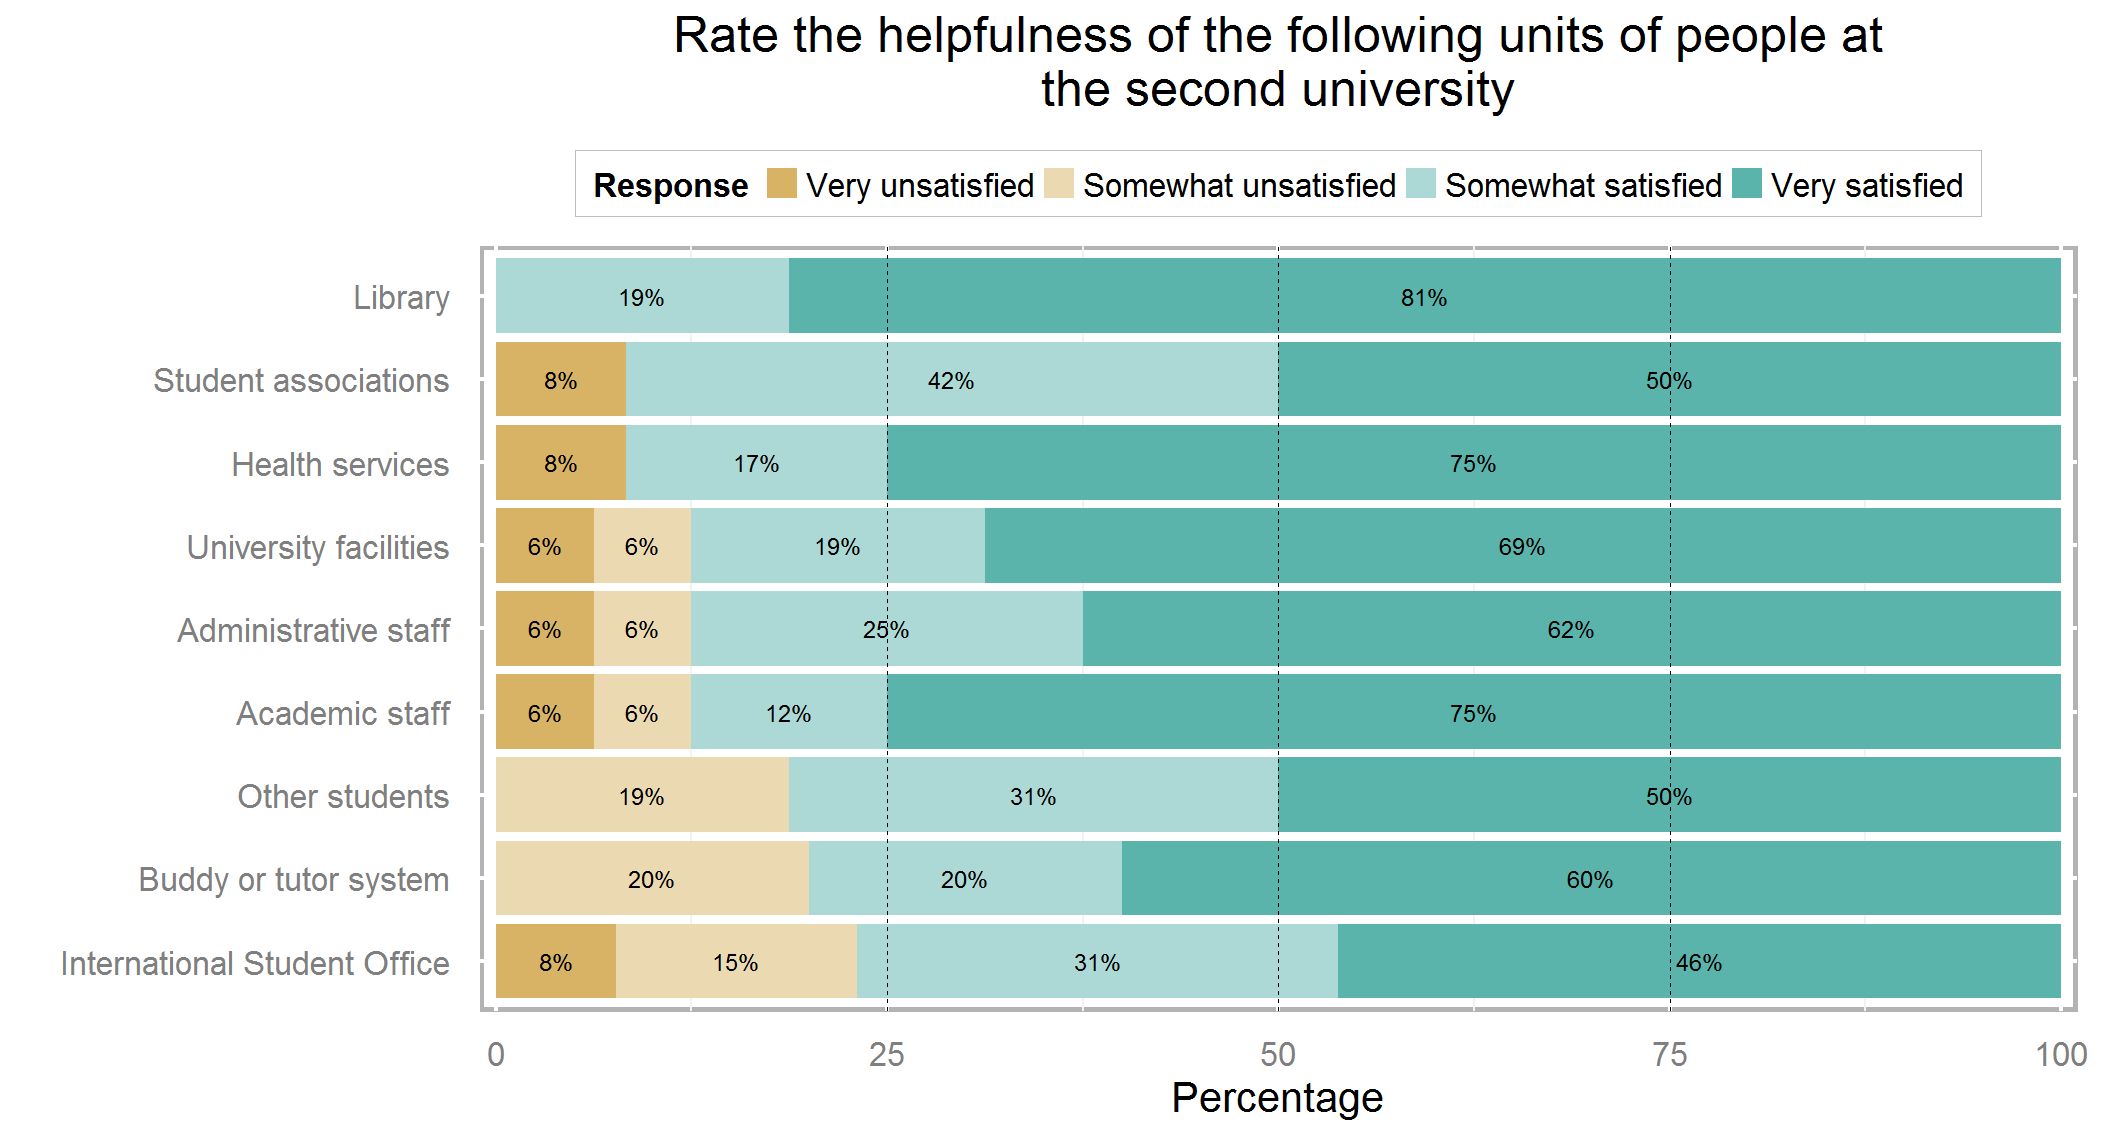 Rate the helpfulness of the following units of people at
the second university
Response Very unsatisfied Somewhat unsatisfied Somewhat satisfied Very satisfied
Library 19% 81%
Student associations 8% 42% 50%
Health services 8% 17% 75%
University facilities 6% 6% 19% 69%
Administrative staff 6% 6% 25% 62%
Academic staff 6% 6% 12% 75%
Other students 19% 31% 50%
Buddy or tutor system 20% 20% 60%
International Student Office 8% 15% 31% 46%
0 25 50 75 100
Percentage